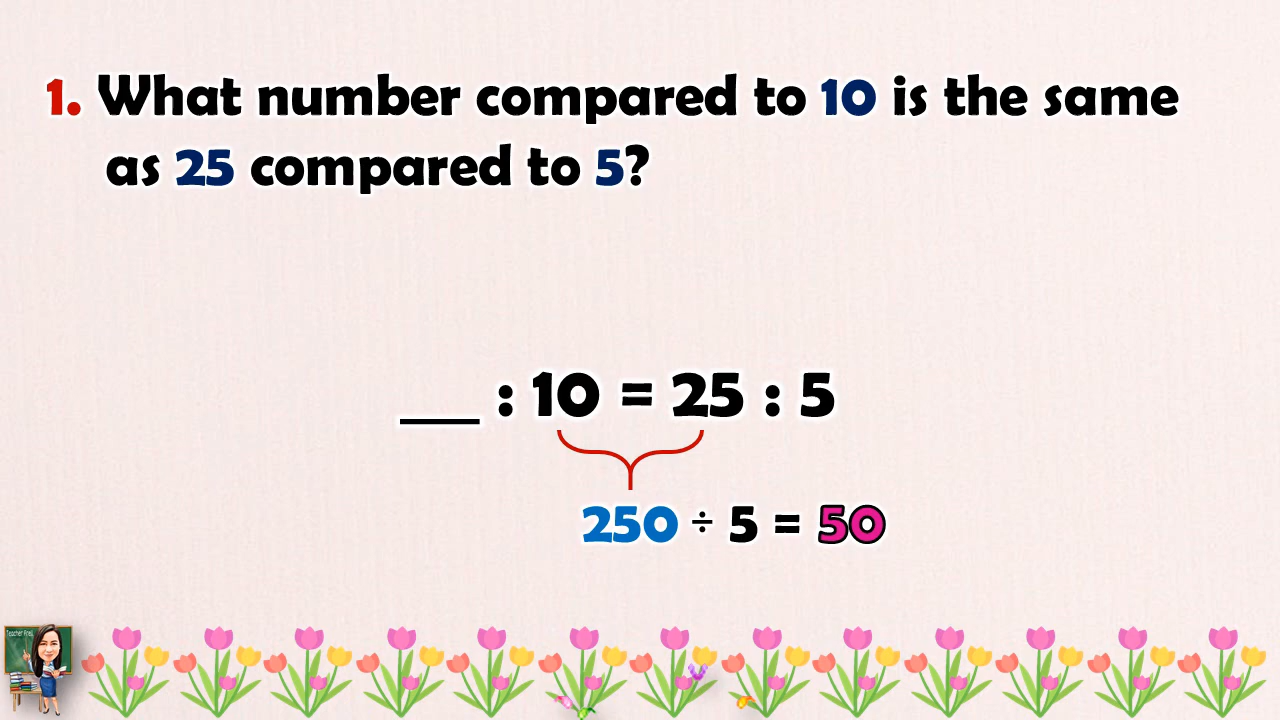 1. What number compared to 10 is the same
as 25 compared to 5?
___ : 10 = 25 : 5
250 ÷ 5 = 50